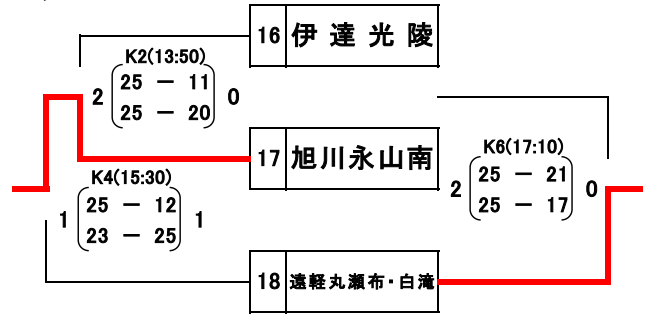 16 伊達光陵
K2(13:50)
2 25 － 11 0
25 － 20
17 旭川永山南
K6(17:10)
2 25 － 21 0
25 － 17
K4(15:30)
1 25 － 12 1
23 － 25
18 遠軽丸瀬布・白滝